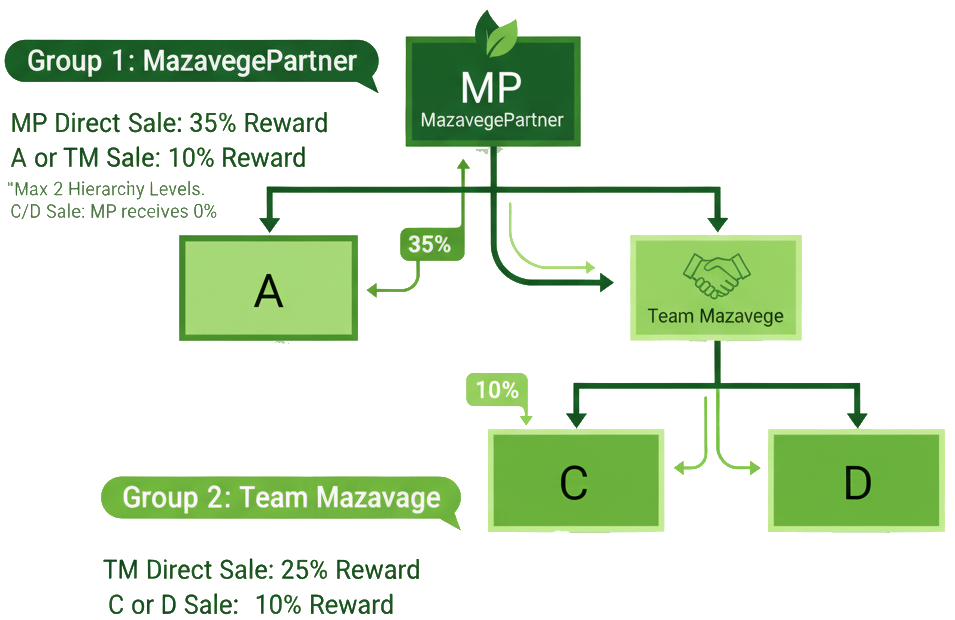 Group 1: MazavegePartner
MP
MazavegePartner
MP Direct Sale: 35% Reward
A or TM Sale: 10% Reward
"Max 2 Hierarchy Levels.
C/D Sale: MP receives 0%
35%
A
Team Mazavege
10%
C
D
Group 2: Team Mazavage
TM Direct Sale: 25% Reward
C or D Sale: 10% Reward